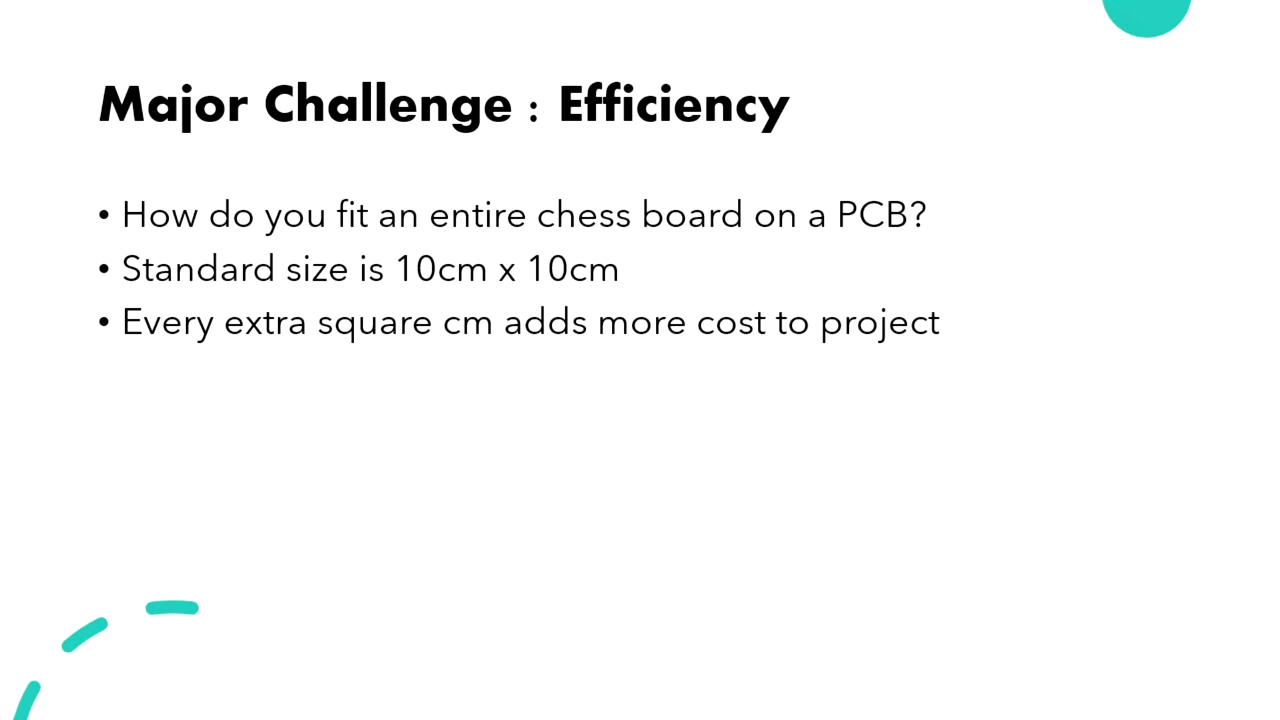 Major Challenge : Efficiency
• How do you fit an entire chess board on a PCB?
• Standard size is 10cm x 10cm
• Every extra square cm adds more cost to project